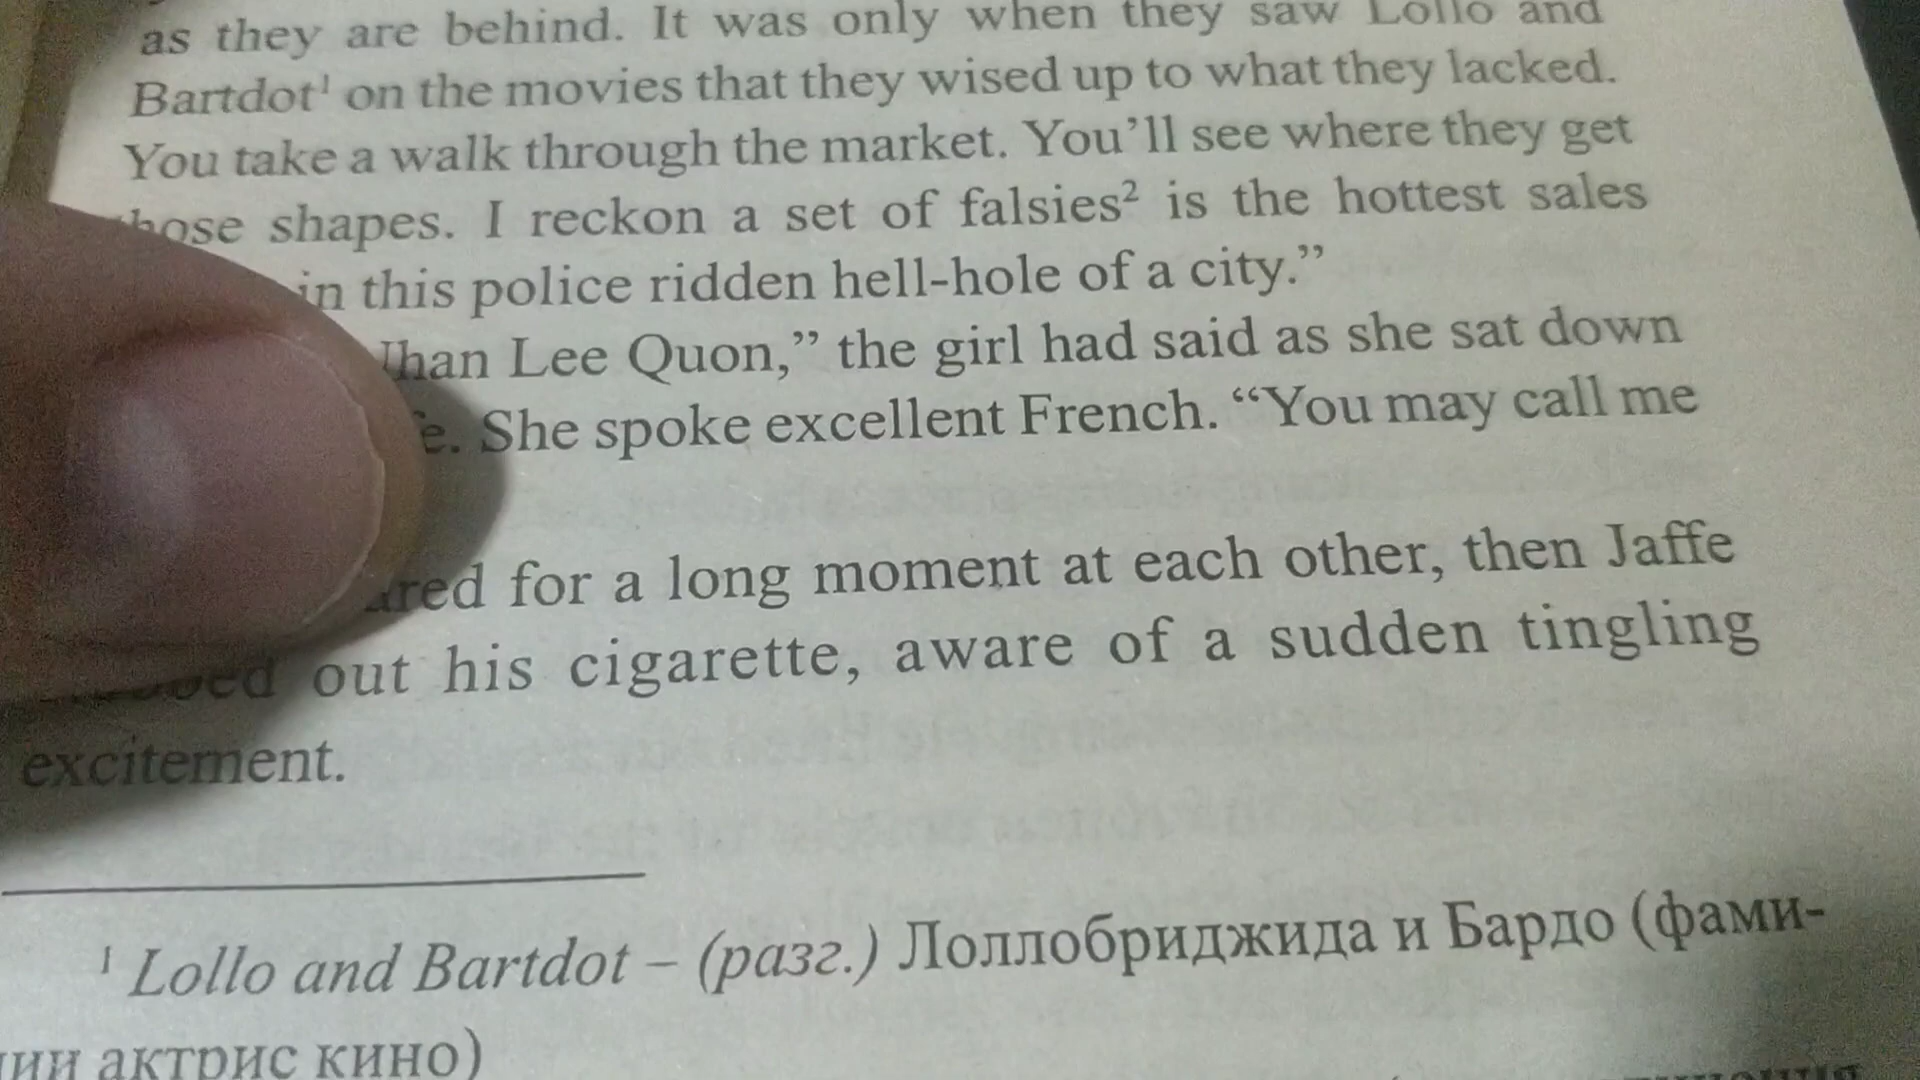 as they are behind. It was only when they saw Lollo and
Bartdot¹ on the movies that they wised up to what they lacked.
You take a walk through the market. You’ll see where they get
shapes. I reckon a set of falsies² is the hottest sales
in this police ridden hell-hole of a city.”
Lee Quon,” the girl had said as she sat down
She spoke excellent French. “You may call me
for a long moment at each other, then Jaffe
out his cigarette, aware of a sudden tingling
excitement.
¹ Lollo and Bartdot – (разг.) Лоллобриджида и Бардо (фами-
актрис кино)